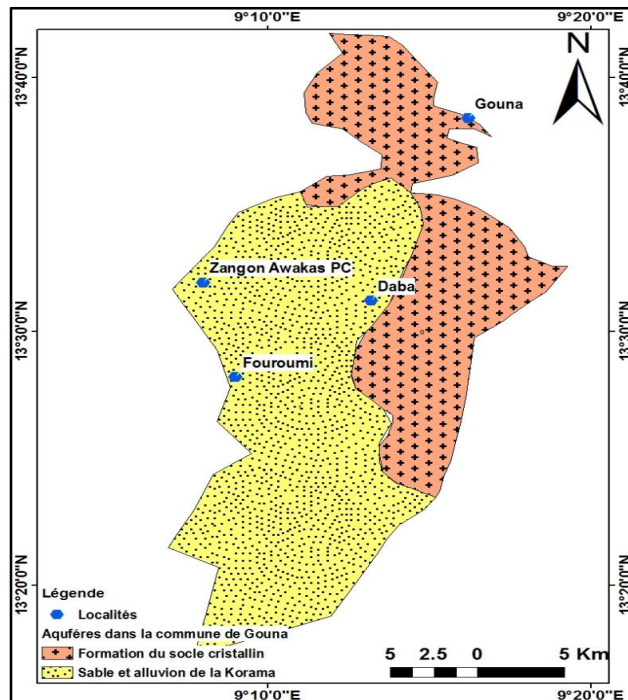 9°10'0"E
9°20'0"E
N
13°40'0"N
13°40'0"N
Gouna
Zangon Awakas PC
Daba
13°30'0"N
13°30'0"N
Fouroumi
13°20'0"N
13°20'0"N
Légende
Localités
Aquféres dans la commune de Gouna
Formation du socle cristallin
Sable et alluvion de la Korama
5 2.5 0 5 Km
9°10'0"E
9°20'0"E